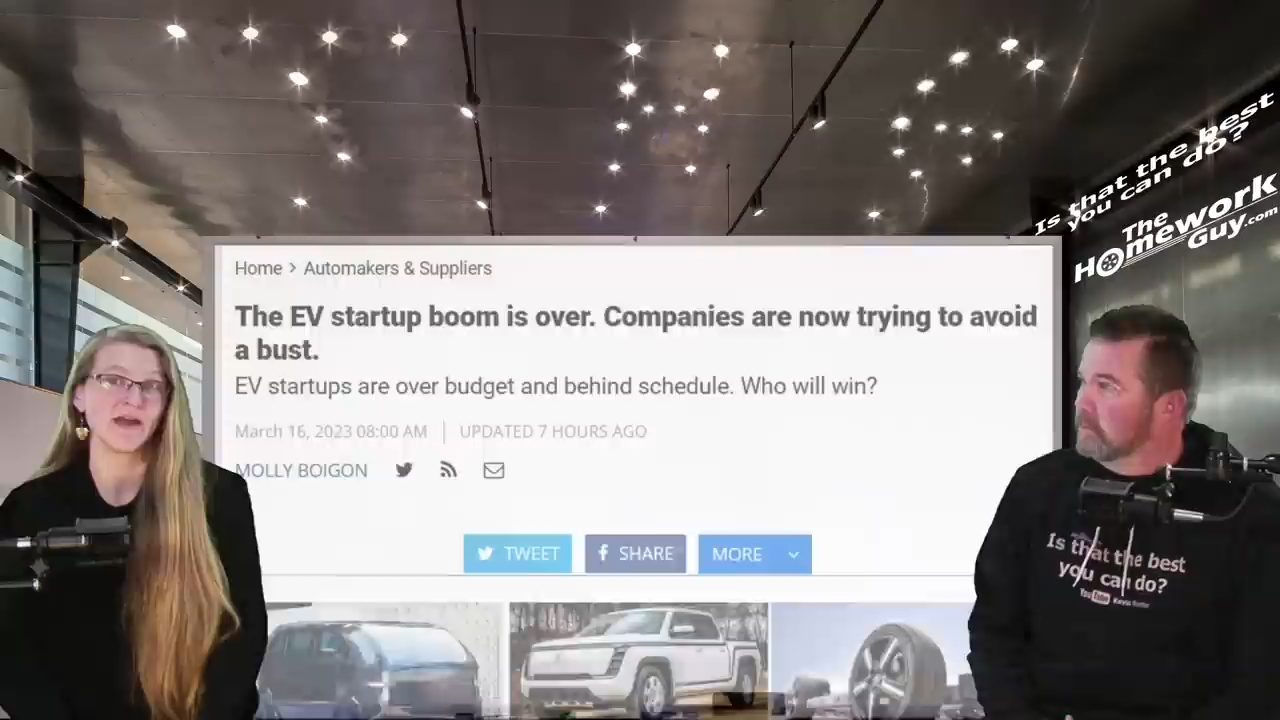 Is that the best
you can do?
The
Homework
Guy.com
Home > Automakers & Suppliers
The EV startup boom is over. Companies are now trying to avoid
a bust.
EV startups are over budget and behind schedule. Who will win?
March 16, 2023 08:00 AM | UPDATED 7 HOURS AGO
MOLLY BOIGON
TWEET
SHARE
MORE
Is that the best
you can do?
YouTube